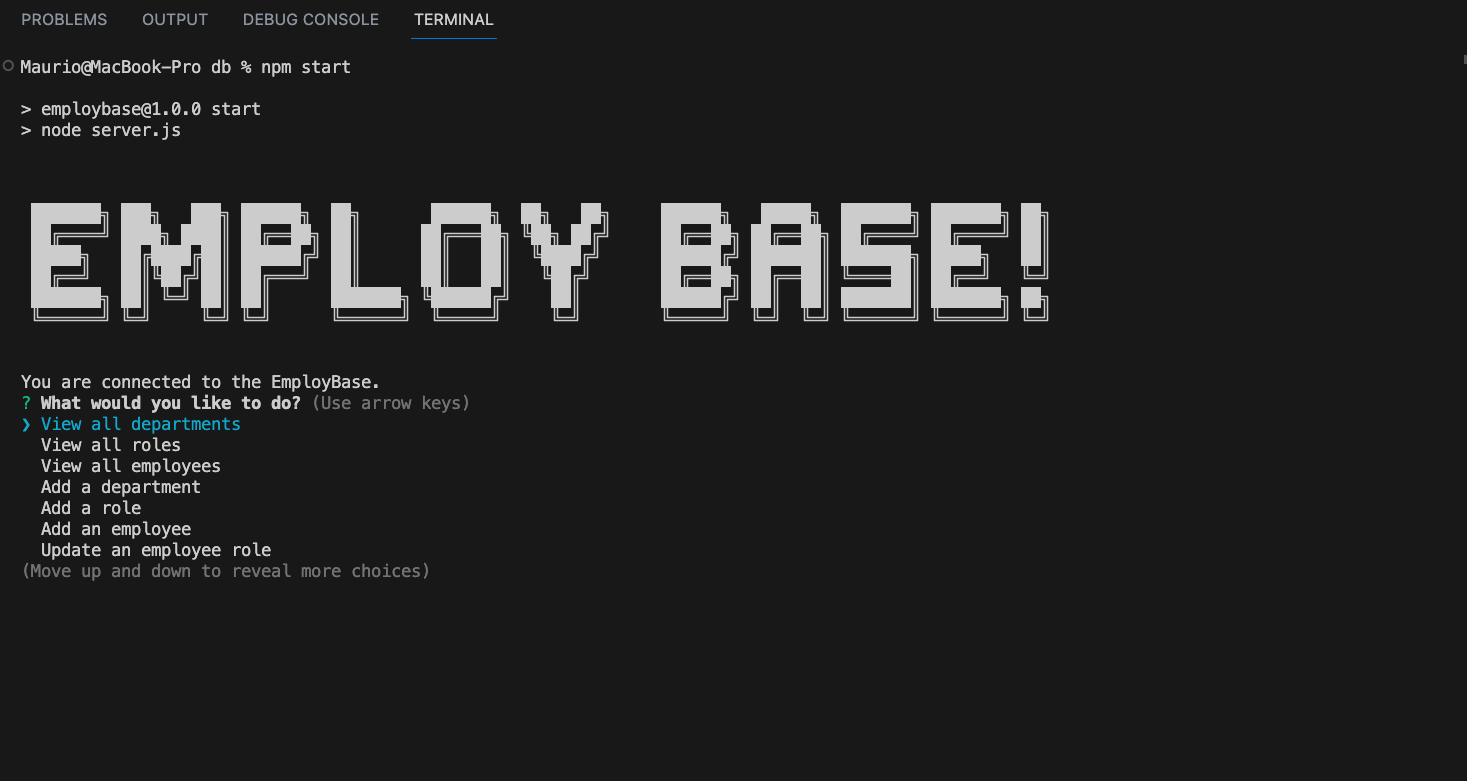 PROBLEMS OUTPUT DEBUG CONSOLE TERMINAL
Maurio@MacBook-Pro db % npm start
> employbase@1.0.0 start
> node server.js
EMPLOY BASE!
You are connected to the EmployBase.
? What would you like to do? (Use arrow keys)
❯ View all departments
View all roles
View all employees
Add a department
Add a role
Add an employee
Update an employee role
(Move up and down to reveal more choices)